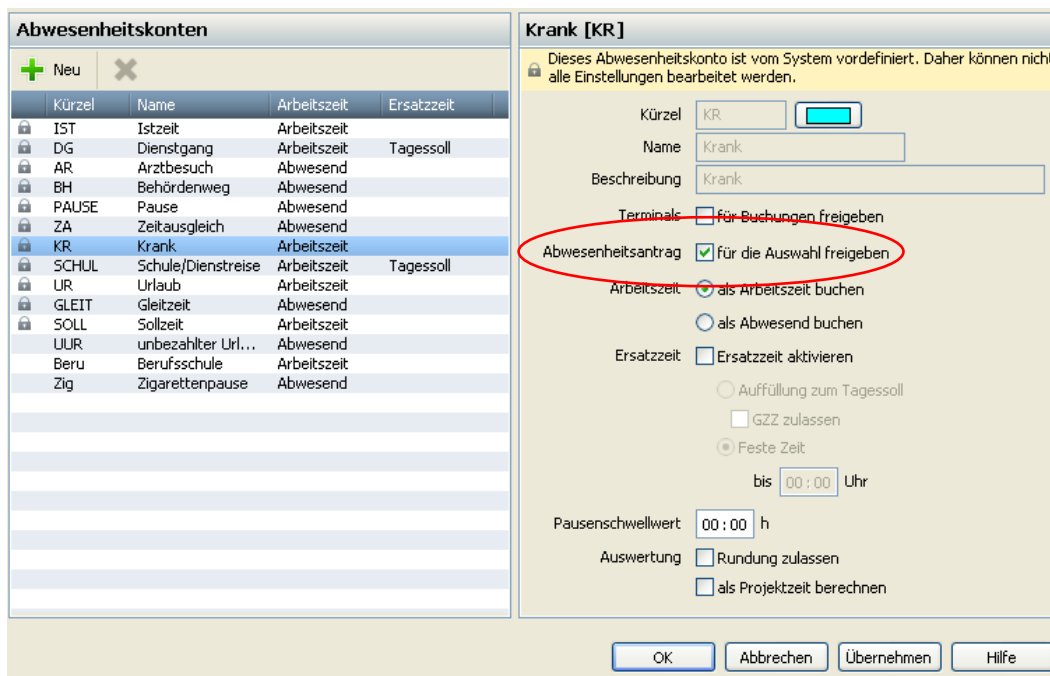 Abwesenheitskonten
Neu
Kürzel Name Arbeitszeit Ersatzzeit
IST Istzeit Arbeitszeit
DG Dienstgang Arbeitszeit Tagessoll
AR Arztbesuch Abwesend
BH Behördenweg Abwesend
PAUSE Pause Abwesend
ZA Zeitausgleich Abwesend
KR Krank Arbeitszeit
SCHUL Schule/Dienstreise Arbeitszeit Tagessoll
UR Urlaub Arbeitszeit
GLEIT Gleitzeit Abwesend
SOLL Sollzeit Arbeitszeit
UUR unbezahlter Url... Abwesend
Beru Berufsschule Arbeitszeit
Zig Zigarettenpause Abwesend
Krank [KR]
Dieses Abwesenheitskonto ist vom System vordefiniert. Daher können nicht
alle Einstellungen bearbeitet werden.
Kürzel KR
Name Krank
Beschreibung Krank
Terminals für Buchungen freigeben
Abwesenheitsantrag für die Auswahl freigeben
Arbeitszeit als Arbeitszeit buchen
als Abwesend buchen
Ersatzzeit Ersatzzeit aktivieren
Auffüllung zum Tagessoll
GZZ zulassen
Feste Zeit
bis 00:00 Uhr
Pausenschwellwert 00:00 h
Auswertung Rundung zulassen
als Projektzeit berechnen
OK Abbrechen Übernehmen Hilfe